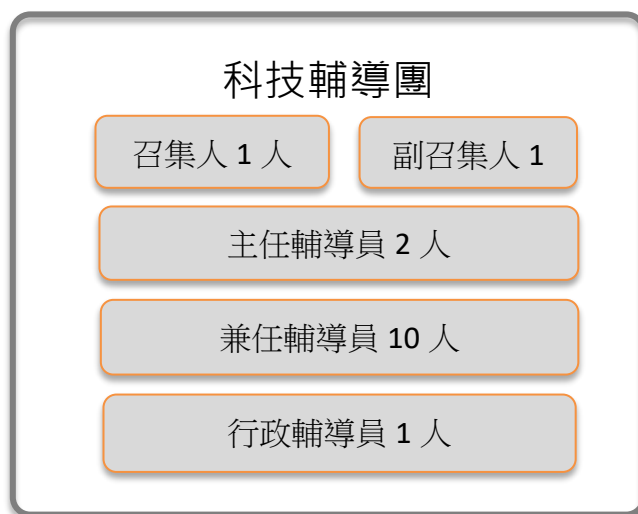 科技輔導團
召集人 1 人
副召集人 1
主任輔導員 2 人
兼任輔導員 10 人
行政輔導員 1 人